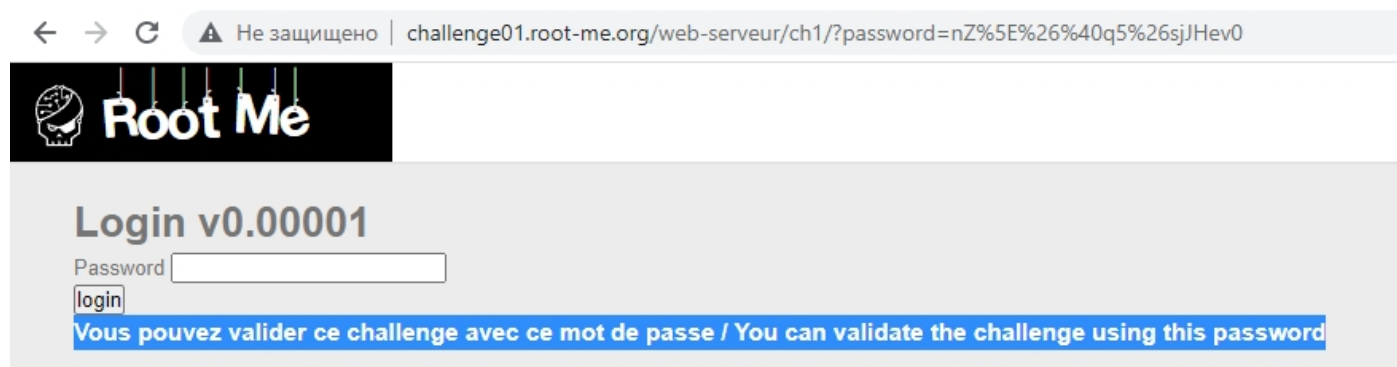 Не защищено | challenge01.root-me.org/web-serveur/ch1/?password=nZ%5E%26%40q5%26sjJHev0
Root Me
Login v0.00001
Password
login
Vous pouvez valider ce challenge avec ce mot de passe / You can validate the challenge using this password